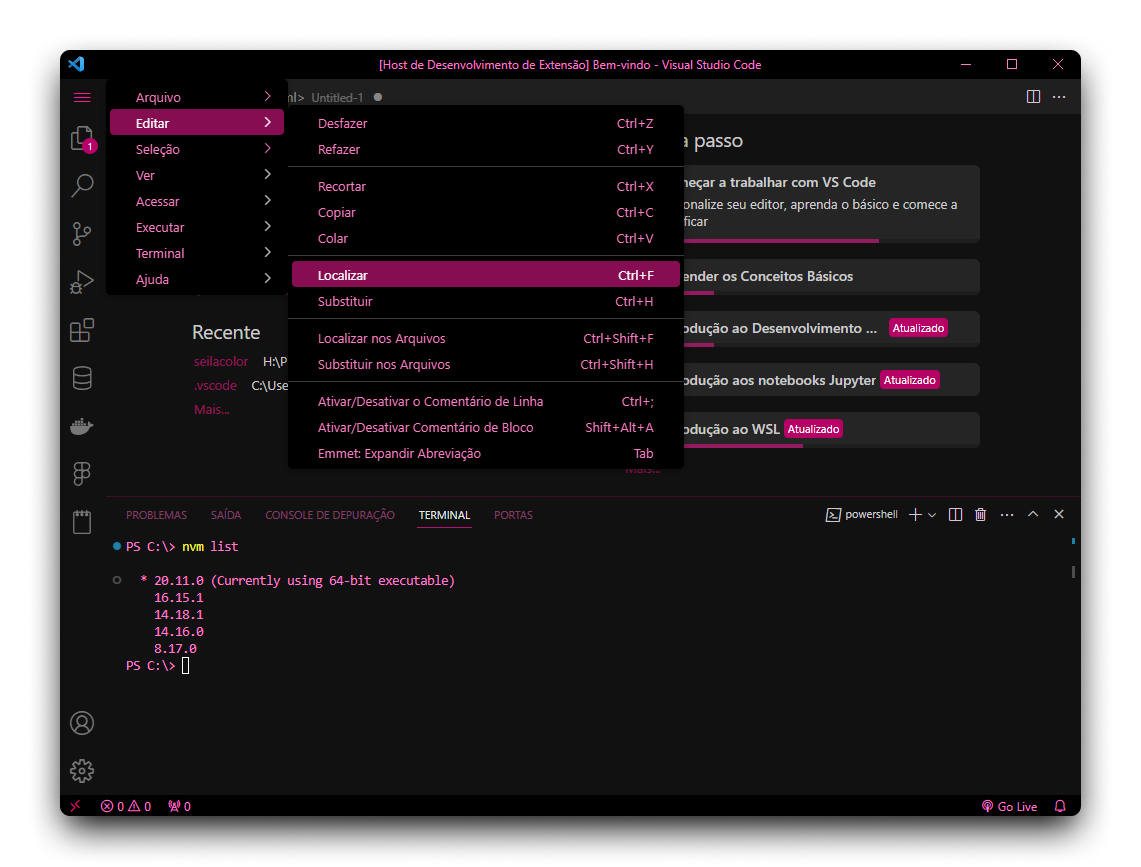 [Host de Desenvolvimento de Extensão] Bem-vindo - Visual Studio Code
Untitled-1
1
Arquivo
Editar
Seleção
Ver
Acessar
Executar
Terminal
Ajuda
Desfazer Ctrl+Z
Refazer Ctrl+Y
Recortar Ctrl+X
Copiar Ctrl+C
Colar Ctrl+V
Localizar Ctrl+F
Substituir Ctrl+H
Localizar nos Arquivos Ctrl+Shift+F
Substituir nos Arquivos Ctrl+Shift+H
Ativar/Desativar o Comentário de Linha Ctrl+;
Ativar/Desativar Comentário de Bloco Shift+Alt+A
Emmet: Expandir Abreviação Tab
Recente
seilacolor H:\P
.vscode C:\Use
Mais...
a passo
eçar a trabalhar com VS Code
onalize seu editor, aprenda o básico e comece a
ficar
ender os Conceitos Básicos
odução ao Desenvolvimento ... Atualizado
odução aos notebooks Jupyter Atualizado
odução ao WSL Atualizado
Mais...
PROBLEMAS SAÍDA CONSOLE DE DEPURAÇÃO TERMINAL PORTAS
powershell
PS C:\> nvm list
* 20.11.0 (Currently using 64-bit executable)
16.15.1
14.18.1
14.16.0
8.17.0
PS C:\>
0 0 0
Go Live